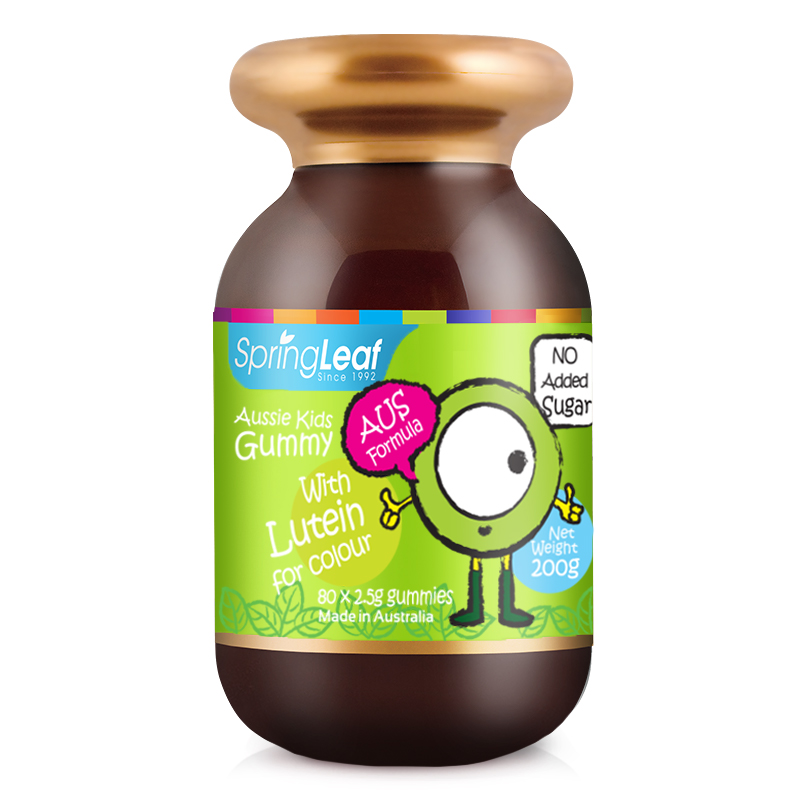 SpringLeaf
Since 1992
NO
Added
Sugar
Aussie Kids
Gummy
AUS
Formula
With
Lutein
for colour
Net
Weight
200g
80 x 2.5g gummies
Made in Australia